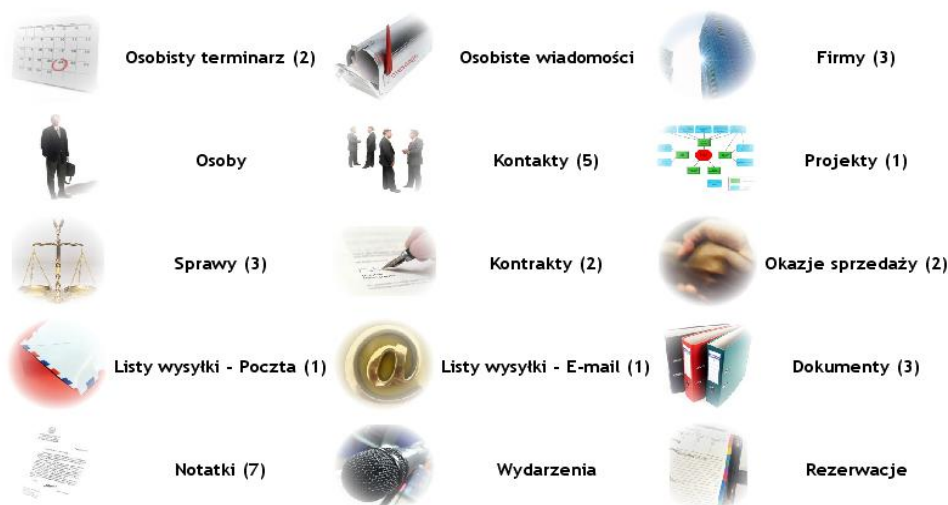 Osobisty terminarz (2)
Osobiste wiadomości
Firmy (3)
Osoby
Kontakty (5)
Projekty (1)
Sprawy (3)
Kontrakty (2)
Okazje sprzedaży (2)
Listy wysyłki - Poczta (1)
Listy wysyłki - E-mail (1)
Dokumenty (3)
Notatki (7)
Wydarzenia
Rezerwacje